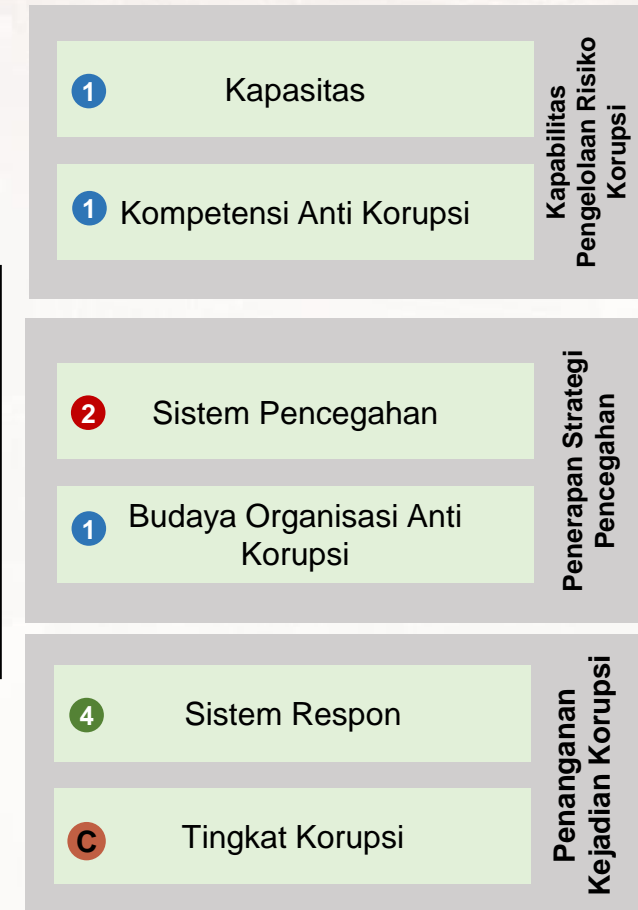 1 Kapasitas
1 Kompetensi Anti Korupsi
Kapabilitas
Pengelolaan Risiko
Korupsi
2 Sistem Pencegahan
1 Budaya Organisasi Anti
Korupsi
Penerapan Strategi
Pencegahan
4 Sistem Respon
C Tingkat Korupsi
Penanganan
Kejadian Korupsi